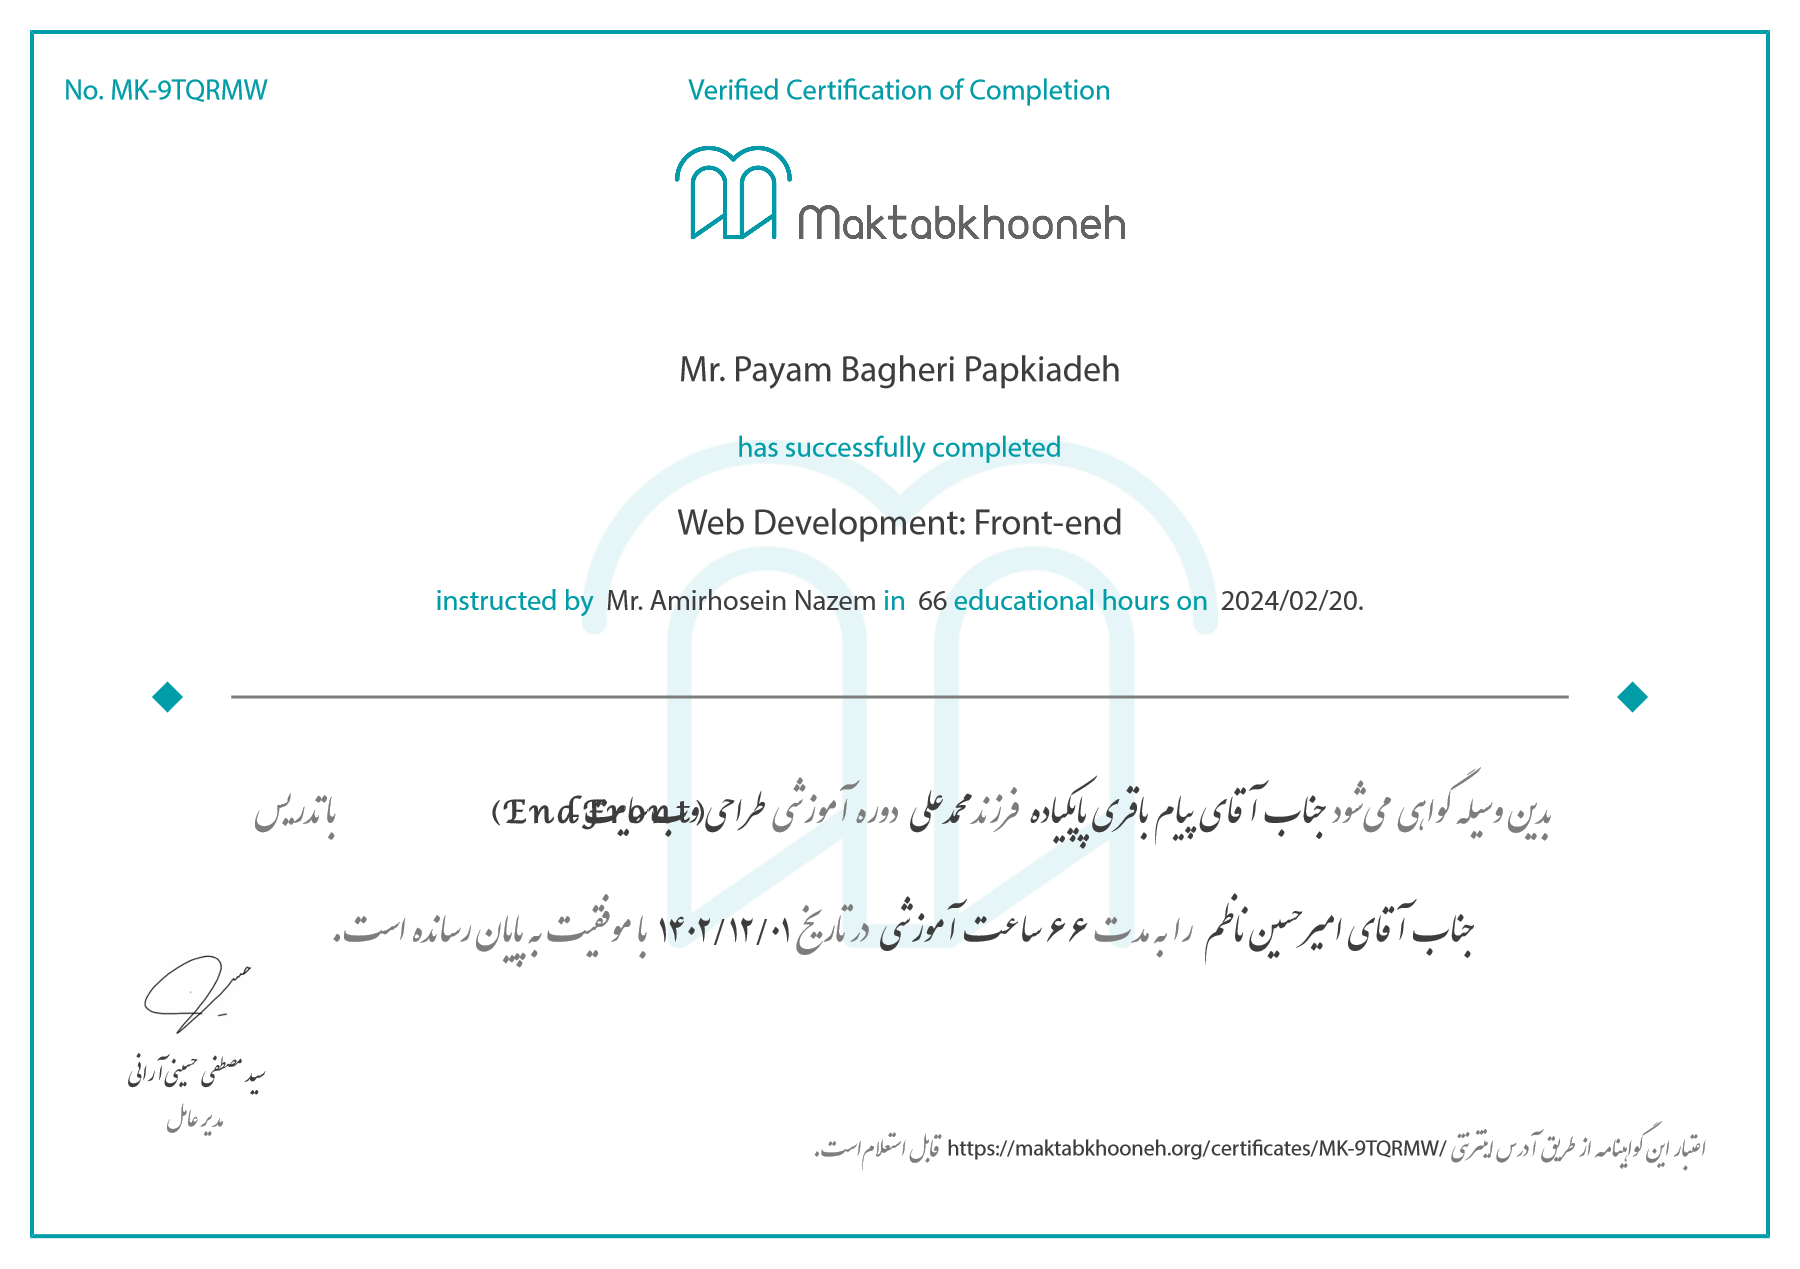 No. MK-9TQRMW
Verified Certification of Completion
Maktabkhooneh
Mr. Payam Bagheri Papkiadeh
has successfully completed
Web Development: Front-end
instructed by Mr. Amirhosein Nazem in 66 educational hours on 2024/02/20.
بدین وسیله گواهی می‌شود جناب آقای پیام باقری پاپکیاده فرزند محمدعلی دوره آموزشی طراحی (Front End) با تدریس
جناب آقای امیرحسین ناظم را به مدت ۶۶ ساعت آموزشی در تاریخ ۱۴۰۲/۱۲/۰۱ با موفقیت به پایان رسانده است.
سید مصطفی حسینی آرانی
مدیر عامل
اعتبار این گواهینامه از طریق آدرس اینترنتی https://maktabkhooneh.org/certificates/MK-9TQRMW/ قابل استعلام است.